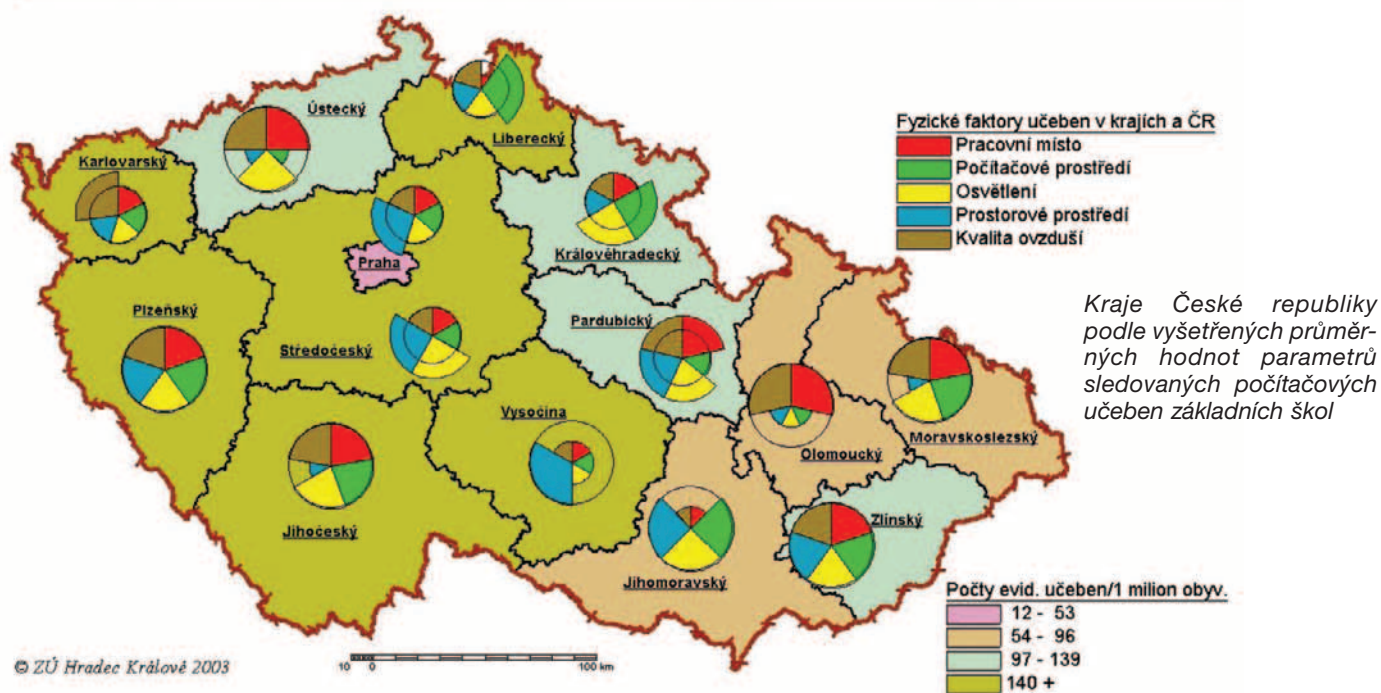 Ústecký
Liberecký
Karlovarský
Královéhradecký
Praha
Plzeňský
Středočeský
Pardubický
Vysočina
Olomoucký
Moravskoslezský
Jihočeský
Jihomoravský
Zlínský
Fyzické faktory učeben v krajích a ČR
Pracovní místo
Počítačové prostředí
Osvětlení
Prostorové prostředí
Kvalita ovzduší
Kraje České republiky
podle vyšetřených průměr-
ných hodnot parametrů
sledovaných počítačových
učeben základních škol
Počty evid. učeben/1 milion obyv.
12 - 53
54 - 96
97 - 139
140 +
10 0 100 km
© ZÚ Hradec Králové 2003